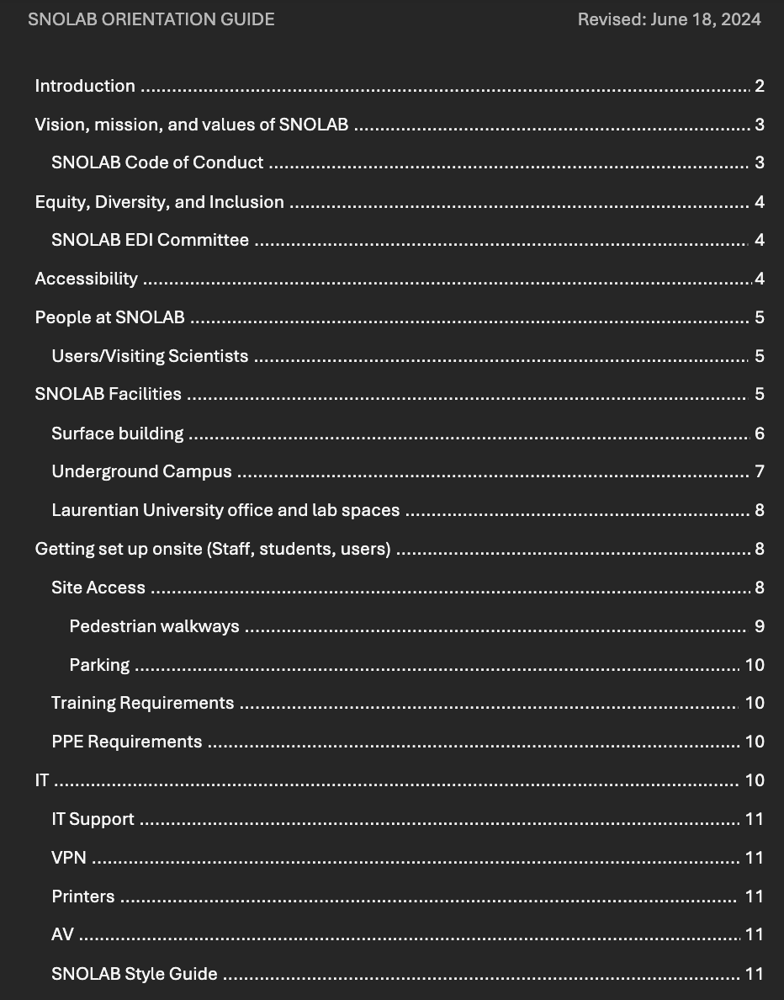 SNOLAB ORIENTATION GUIDE Revised: June 18, 2024
Introduction ........................................ 2
Vision, mission, and values of SNOLAB ........................................ 3
SNOLAB Code of Conduct ........................................ 3
Equity, Diversity, and Inclusion ........................................ 4
SNOLAB EDI Committee ........................................ 4
Accessibility ........................................ 4
People at SNOLAB ........................................ 5
Users/Visiting Scientists ........................................ 5
SNOLAB Facilities ........................................ 5
Surface building ........................................ 6
Underground Campus ........................................ 7
Laurentian University office and lab spaces ........................................ 8
Getting set up onsite (Staff, students, users) ........................................ 8
Site Access ........................................ 8
Pedestrian walkways ........................................ 9
Parking ........................................ 10
Training Requirements ........................................ 10
PPE Requirements ........................................ 10
IT ........................................ 10
IT Support ........................................ 11
VPN ........................................ 11
Printers ........................................ 11
AV ........................................ 11
SNOLAB Style Guide ........................................ 11